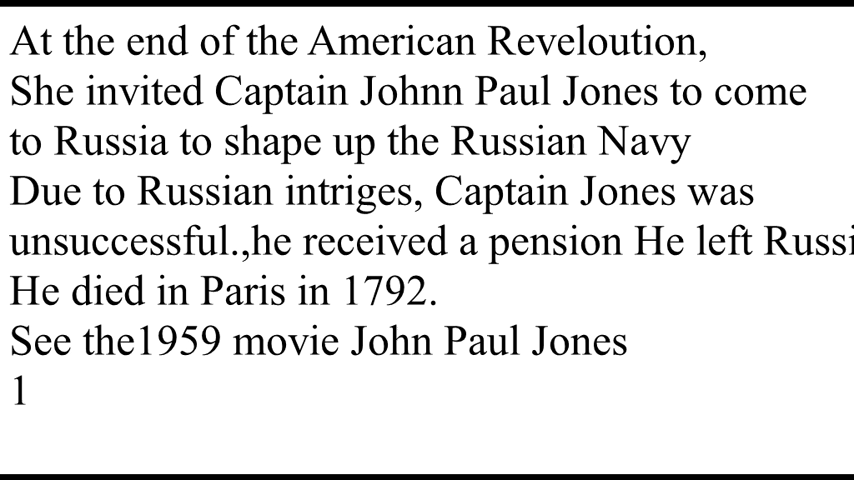 At the end of the American Reveloution,
She invited Captain Johnn Paul Jones to come
to Russia to shape up the Russian Navy
Due to Russian intriges, Captain Jones was
unsuccessful.,he received a pension He left Russi
He died in Paris in 1792.
See the1959 movie John Paul Jones
1